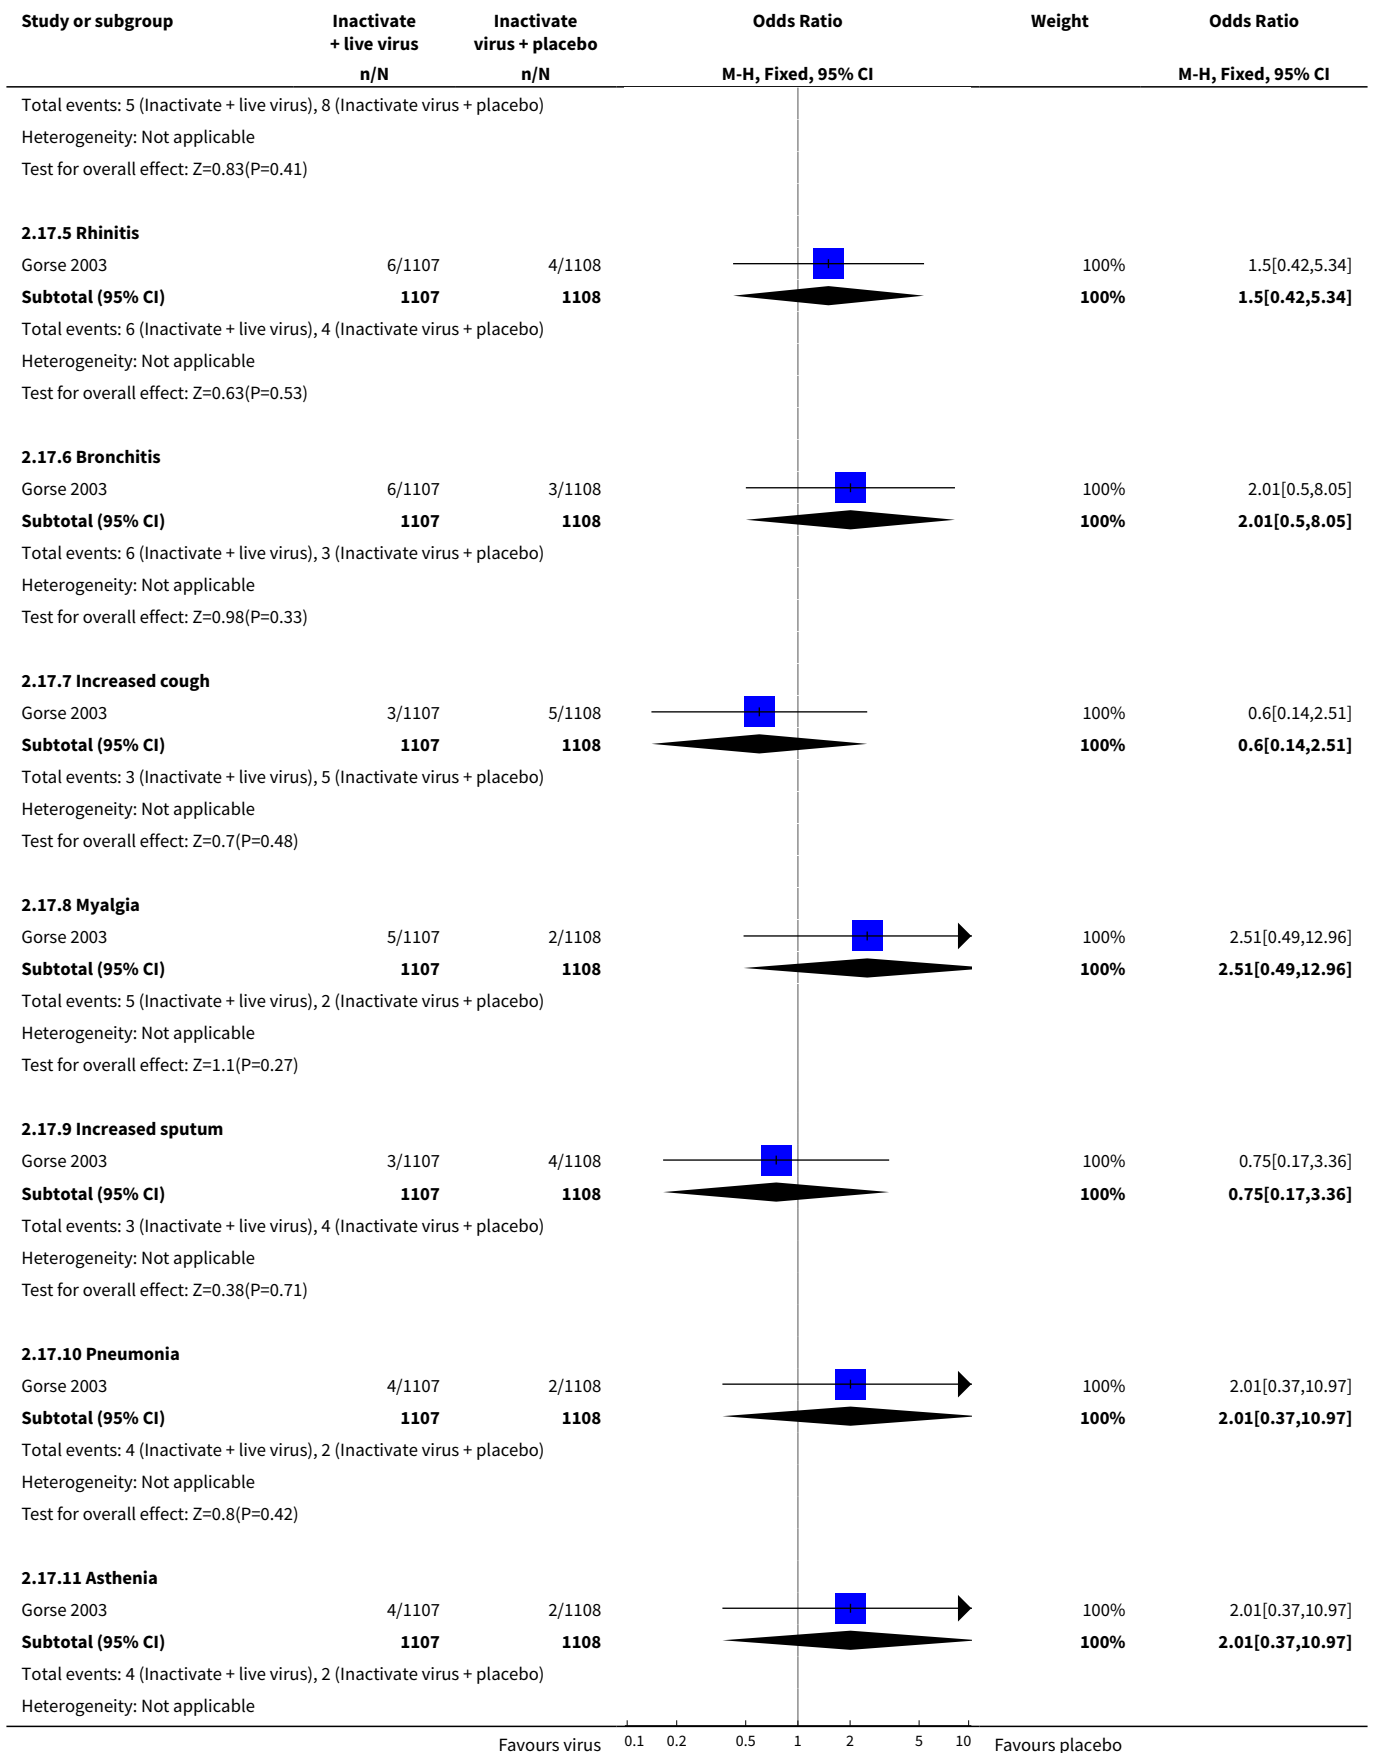 Study or subgroup Inactivate + live virus Inactivate virus + placebo Odds Ratio Weight Odds Ratio
n/N n/N M-H, Fixed, 95% CI M-H, Fixed, 95% CI
Total events: 5 (Inactivate + live virus), 8 (Inactivate virus + placebo)
Heterogeneity: Not applicable
Test for overall effect: Z=0.83(P=0.41)
2.17.5 Rhinitis
Gorse 2003 6/1107 4/1108 100% 1.5[0.42,5.34]
Subtotal (95% CI) 1107 1108 100% 1.5[0.42,5.34]
Total events: 6 (Inactivate + live virus), 4 (Inactivate virus + placebo)
Heterogeneity: Not applicable
Test for overall effect: Z=0.63(P=0.53)
2.17.6 Bronchitis
Gorse 2003 6/1107 3/1108 100% 2.01[0.5,8.05]
Subtotal (95% CI) 1107 1108 100% 2.01[0.5,8.05]
Total events: 6 (Inactivate + live virus), 3 (Inactivate virus + placebo)
Heterogeneity: Not applicable
Test for overall effect: Z=0.98(P=0.33)
2.17.7 Increased cough
Gorse 2003 3/1107 5/1108 100% 0.6[0.14,2.51]
Subtotal (95% CI) 1107 1108 100% 0.6[0.14,2.51]
Total events: 3 (Inactivate + live virus), 5 (Inactivate virus + placebo)
Heterogeneity: Not applicable
Test for overall effect: Z=0.7(P=0.48)
2.17.8 Myalgia
Gorse 2003 5/1107 2/1108 100% 2.51[0.49,12.96]
Subtotal (95% CI) 1107 1108 100% 2.51[0.49,12.96]
Total events: 5 (Inactivate + live virus), 2 (Inactivate virus + placebo)
Heterogeneity: Not applicable
Test for overall effect: Z=1.1(P=0.27)
2.17.9 Increased sputum
Gorse 2003 3/1107 4/1108 100% 0.75[0.17,3.36]
Subtotal (95% CI) 1107 1108 100% 0.75[0.17,3.36]
Total events: 3 (Inactivate + live virus), 4 (Inactivate virus + placebo)
Heterogeneity: Not applicable
Test for overall effect: Z=0.38(P=0.71)
2.17.10 Pneumonia
Gorse 2003 4/1107 2/1108 100% 2.01[0.37,10.97]
Subtotal (95% CI) 1107 1108 100% 2.01[0.37,10.97]
Total events: 4 (Inactivate + live virus), 2 (Inactivate virus + placebo)
Heterogeneity: Not applicable
Test for overall effect: Z=0.8(P=0.42)
2.17.11 Asthenia
Gorse 2003 4/1107 2/1108 100% 2.01[0.37,10.97]
Subtotal (95% CI) 1107 1108 100% 2.01[0.37,10.97]
Total events: 4 (Inactivate + live virus), 2 (Inactivate virus + placebo)
Heterogeneity: Not applicable
Favours virus 0.1 0.2 0.5 1 2 5 10 Favours placebo